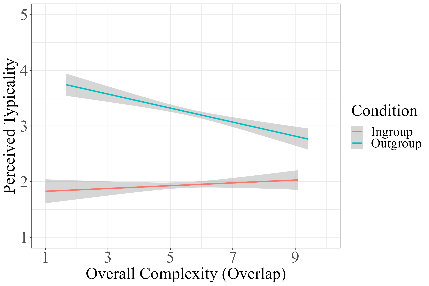 5
4
3
2
1
Perceived Typicality
1 3 5 7 9
Overall Complexity (Overlap)
Condition
Ingroup
Outgroup